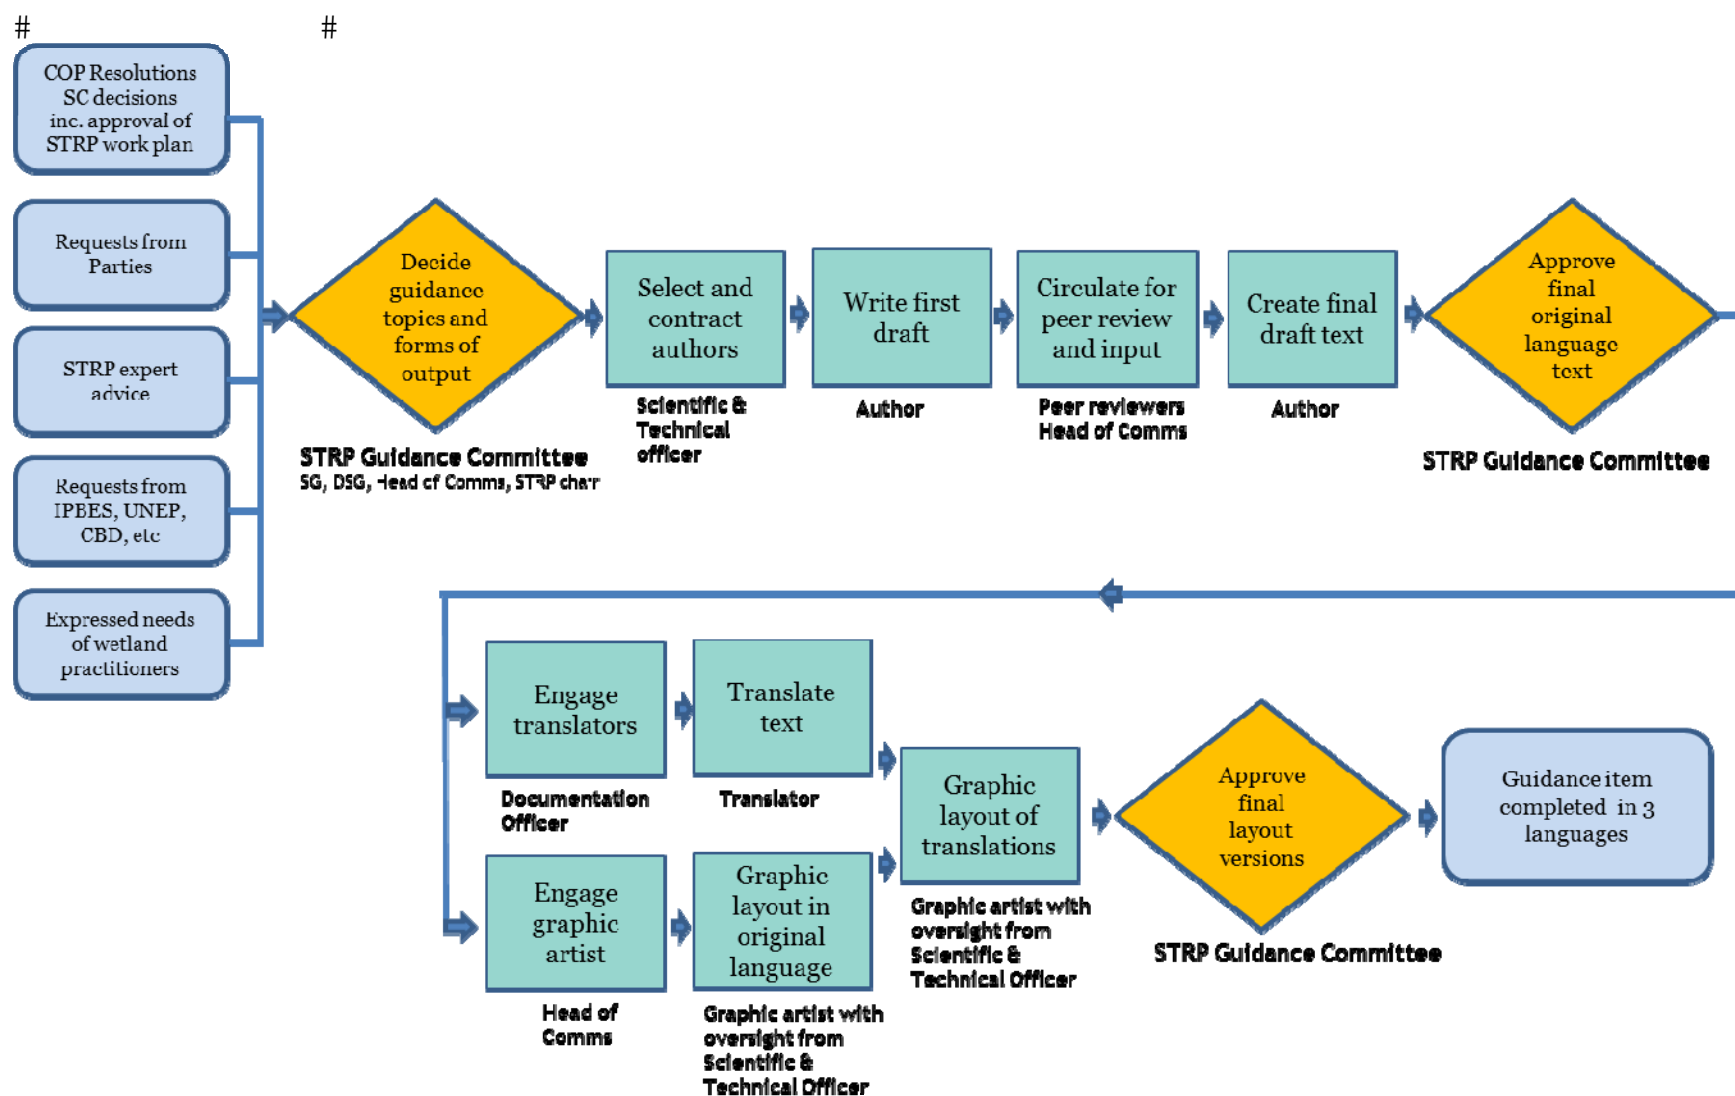 #
#
COP Resolutions
SC decisions
inc. approval of
STRP work plan
Requests from
Parties
STRP expert
advice
Requests from
IPBES, UNEP,
CBD, etc
Expressed needs
of wetland
practitioners
Decide
guidance
topics and
forms of
output
STRP Guidance Committee
SG, DSG, Head of Comms, STRP chair
Select and
contract
authors
Scientific &
Technical
officer
Write first
draft
Author
Circulate for
peer review
and input
Peer reviewers
Head of Comms
Create final
draft text
Author
Approve
final
original
language
text
STRP Guidance Committee
Engage
translators
Documentation
Officer
Translate
text
Translator
Engage
graphic
artist
Head of
Comms
Graphic
layout in
original
language
Graphic artist with
oversight from
Scientific &
Technical Officer
Graphic
layout of
translations
Graphic artist with
oversight from
Scientific &
Technical Officer
Approve
final
layout
versions
STRP Guidance Committee
Guidance item
completed in 3
languages